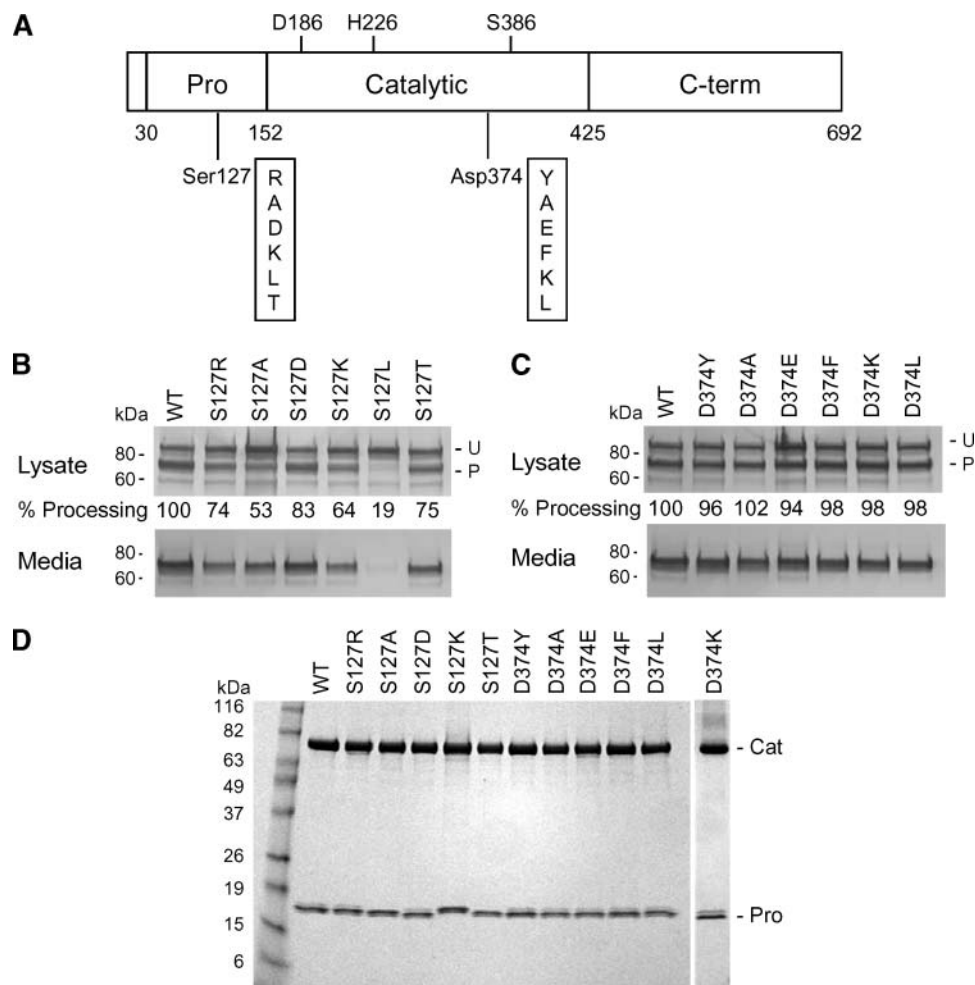 A
D186 H226 S386
Pro Catalytic C-term
30 152 425 692
Ser127 Asp374
R
A
D
K
L
T
Y
A
E
F
K
L
B
WT S127R S127A S127D S127K S127L S127T
kDa
Lysate 80 - - U
60 - - P
% Processing 100 74 53 83 64 19 75
Media 80 -
60 -
C
WT D374Y D374A D374E D374F D374K D374L
kDa
Lysate 80 - - U
60 - - P
% Processing 100 96 102 94 98 98 98
Media 80 -
60 -
D
WT S127R S127A S127D S127K S127T D374Y D374A D374E D374F D374L D374K
kDa
116
82 - Cat
63
49
37
26
19
15 - Pro
6